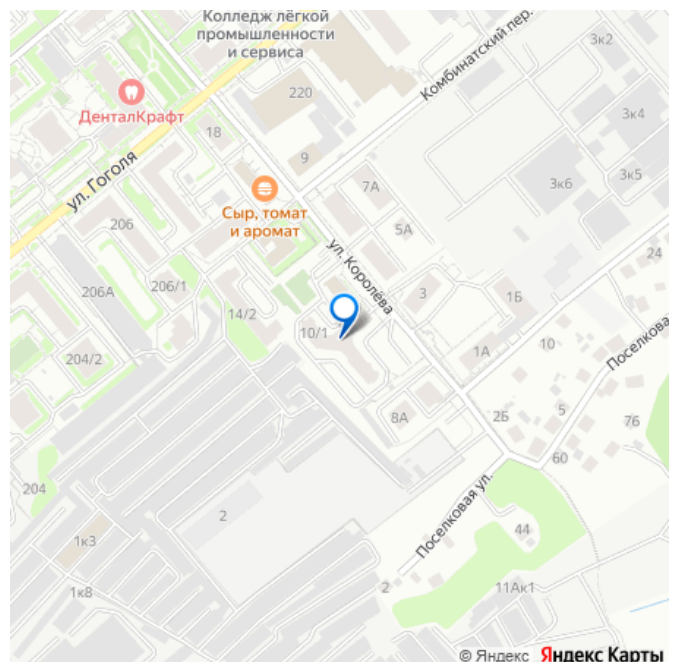 Колледж лёгкой
промышленности
и сервиса
Комбинатский пер.
3к2
220
ДенталКрафт
3к4
18
9
ул. Гоголя
7А
3к6
3к5
Сыр, томат
и аромат
206
5А
ул. Королёва
24
206А
206/1
3
1Б
14/2
10/1
Поселкова
204/2
1А
10
8А
2Б
5
76
60
204
2
Поселковая ул.
44
1к3
1к8
2
11Ак1
© Яндекс Яндекс Карты